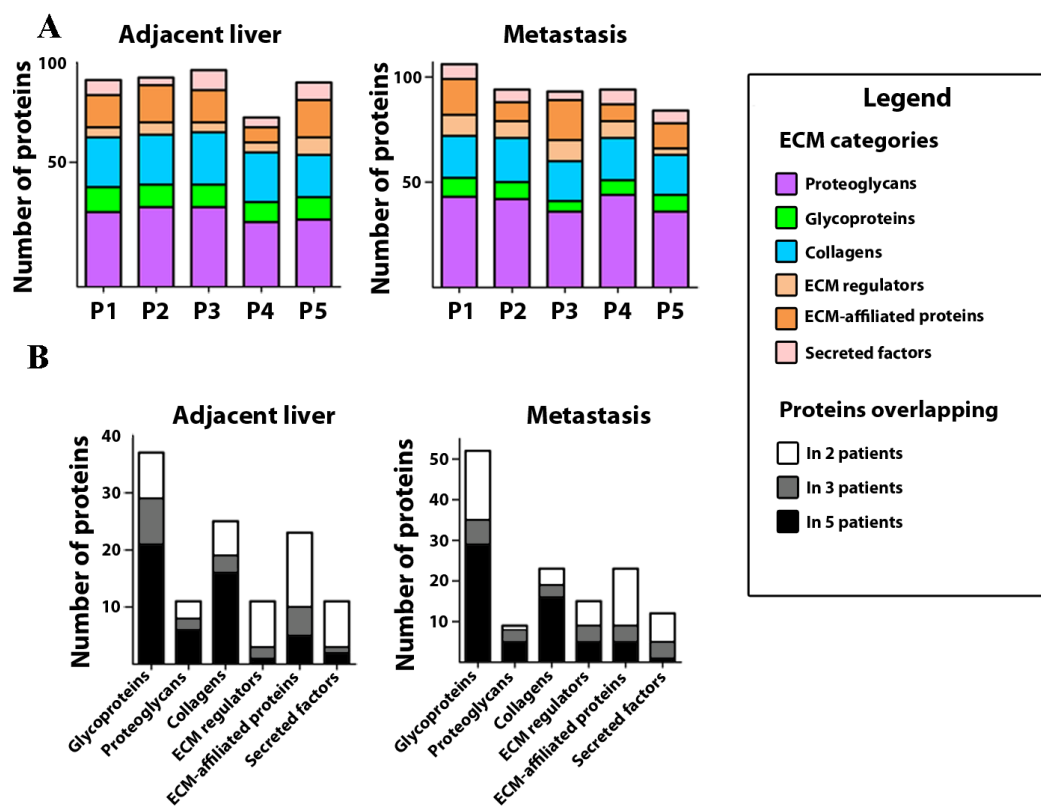 A
Adjacent liver
Number of proteins
100
50
P1 P2 P3 P4 P5
Metastasis
Number of proteins
100
50
P1 P2 P3 P4 P5
B
Adjacent liver
Number of proteins
40
30
20
10
Glycoproteins
Proteoglycans
Collagens
ECM regulators
ECM-affiliated proteins
Secreted factors
Metastasis
Number of proteins
50
40
30
20
10
Glycoproteins
Proteoglycans
Collagens
ECM regulators
ECM-affiliated proteins
Secreted factors
Legend
ECM categories
Proteoglycans
Glycoproteins
Collagens
ECM regulators
ECM-affiliated proteins
Secreted factors
Proteins overlapping
In 2 patients
In 3 patients
In 5 patients